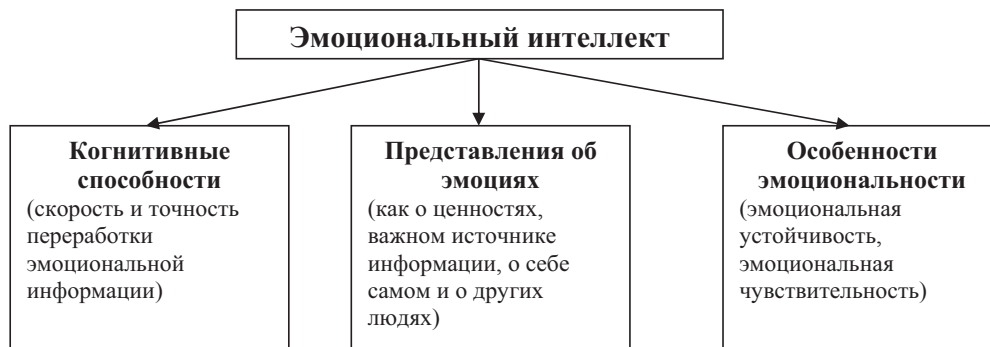 Эмоциональный интеллект
Когнитивные
способности
(скорость и точность
переработки
эмоциональной
информации)
Представления об
эмоциях
(как о ценностях,
важном источнике
информации, о себе
самом и о других
людях)
Особенности
эмоциональности
(эмоциональная
устойчивость,
эмоциональная
чувствительность)